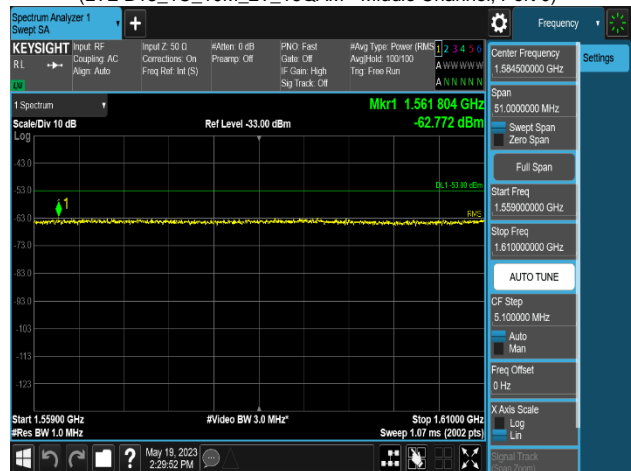 Spectrum Analyzer 1
Swept SA
Frequency
KEYSIGHT
RL
Input: RF
Coupling: AC
Align: Auto
Input Z: 50 Ω
Corrections: On
Freq Ref: Int (S)
#Atten: 0 dB
Preamp: Off
PNO: Fast
Gate: Off
IF Gain: High
Sig Track: Off
#Avg Type: Power (RMS
Avg|Hold: 100/100
Trig: Free Run
1 2 3 4 5 6
A W W W W W
A N N N N N
Center Frequency
1.584500000 GHz
Settings
Span
51.0000000 MHz
Swept Span
Zero Span
Full Span
Start Freq
1.559000000 GHz
Stop Freq
1.610000000 GHz
AUTO TUNE
CF Step
5.100000 MHz
Auto
Man
Freq Offset
0 Hz
X Axis Scale
Log
Lin
Signal Track
(Span Zoom)
1 Spectrum
Scale/Div 10 dB
Log
Ref Level -33.00 dBm
Mkr1 1.561 804 GHz
-62.772 dBm
-43.0
-53.0
DL1 -53.00 dBm
1
RMS
-63.0
-73.0
-83.0
-93.0
-103
-113
-123
Start 1.55900 GHz
#Res BW 1.0 MHz
#Video BW 3.0 MHz*
Stop 1.61000 GHz
Sweep 1.07 ms (2002 pts)
?
May 19, 2023
2:29:52 PM